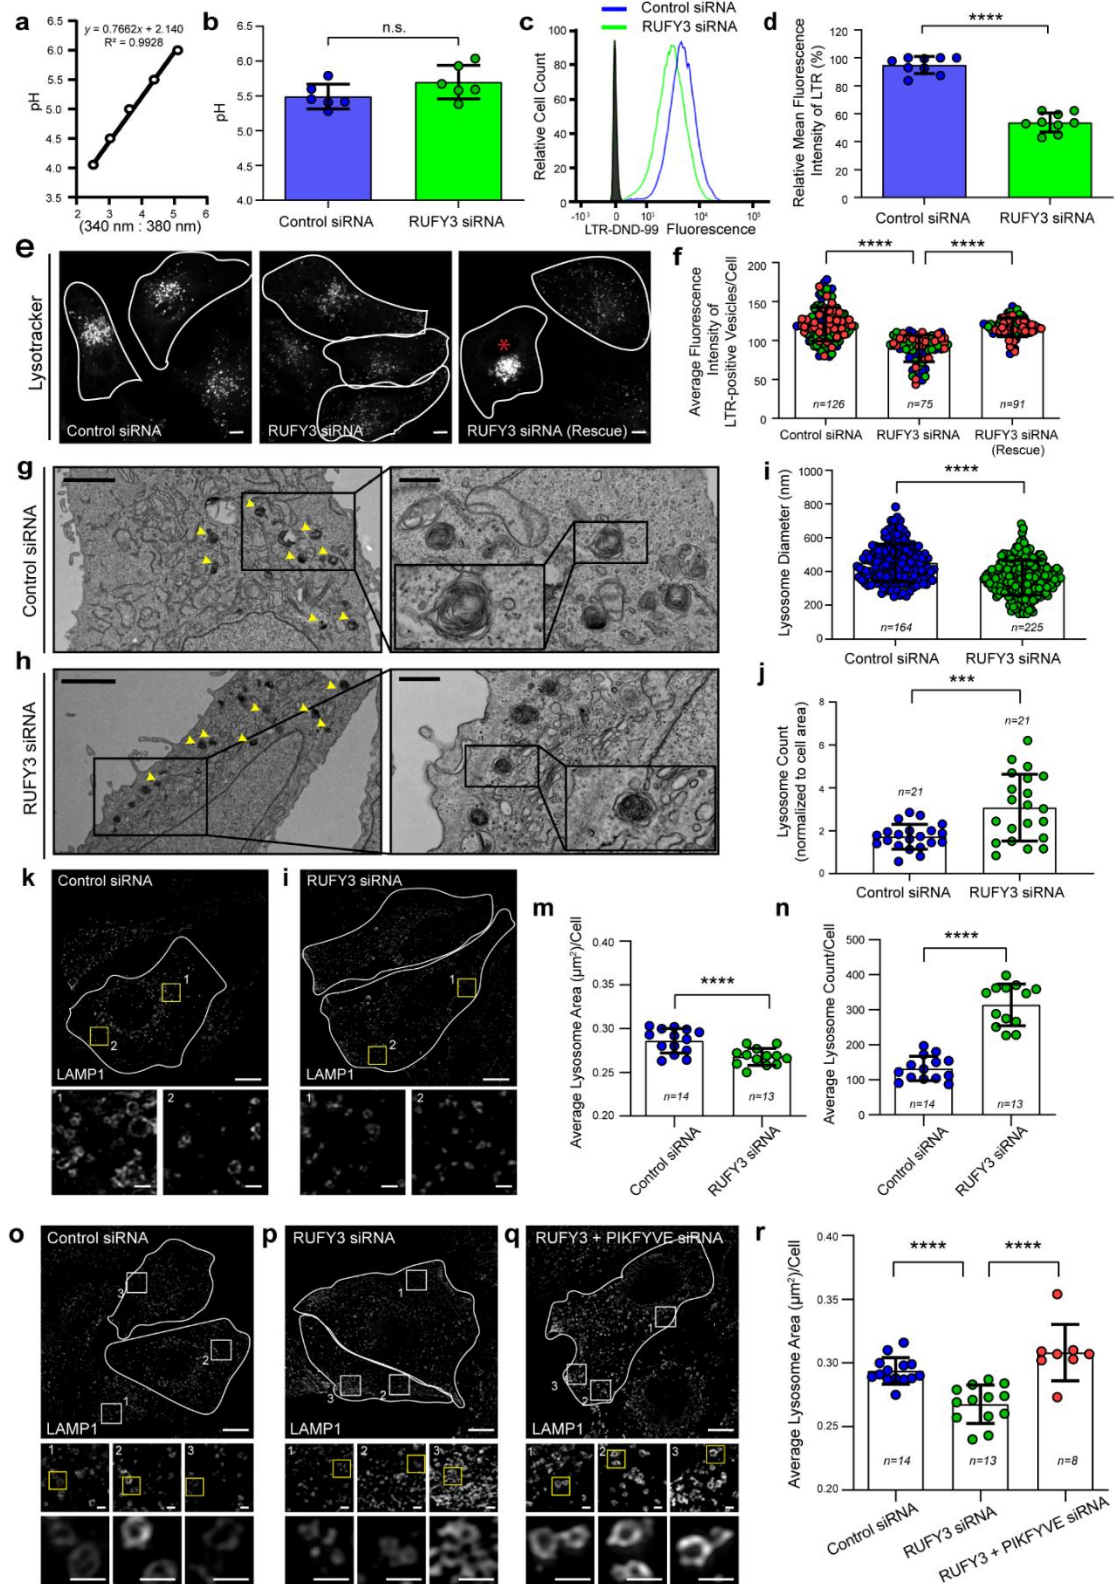 a
y = 0.7662x + 2.140
R² = 0.9928
6.5
6.0
5.5
5.0
4.5
4.0
3.5
pH
2 3 4 5 6
(340 nm : 380 nm)
b
n.s.
6.5
6.0
5.5
5.0
4.5
4.0
pH
Control siRNA
RUFY3 siRNA
c
Control siRNA
RUFY3 siRNA
100
80
60
40
20
0
Relative Cell Count
-10³ 0 10³ 10⁴ 10⁵
LTR-DND-99 Fluorescence
d
****
120
100
80
60
40
20
0
Relative Mean Fluorescence
Intensity of LTR (%)
Control siRNA
RUFY3 siRNA
e
Lysotracker
Control siRNA
RUFY3 siRNA
*
RUFY3 siRNA (Rescue)
f
**** ****
200
150
100
50
0
Average Fluorescence
Intensity of
LTR-positive Vesicles/Cell
n=126
n=75
n=91
Control siRNA
RUFY3 siRNA
RUFY3 siRNA
(Rescue)
g
Control siRNA
h
RUFY3 siRNA
i
****
1000
800
600
400
200
0
Lysosome Diameter (nm)
n=164
n=225
Control siRNA
RUFY3 siRNA
j
***
8
6
4
2
0
Lysosome Count
(normalized to cell area)
n=21
n=21
Control siRNA
RUFY3 siRNA
k
Control siRNA
1
2
LAMP1
1
2
i
RUFY3 siRNA
1
2
LAMP1
1
2
m
****
0.40
0.35
0.30
0.25
0.20
Average Lysosome Area (µm²)/Cell
n=14
n=13
Control siRNA
RUFY3 siRNA
n
****
500
400
300
200
100
0
Average Lysosome Count/Cell
n=14
n=13
Control siRNA
RUFY3 siRNA
o
Control siRNA
3
2
1
LAMP1
1
2
3
p
RUFY3 siRNA
1
3
2
LAMP1
1
2
3
q
RUFY3 + PIKFYVE siRNA
1
3
2
LAMP1
1
2
3
r
**** ****
0.40
0.35
0.30
0.25
0.20
Average Lysosome Area (µm²)/Cell
n=14
n=13
n=8
Control siRNA
RUFY3 siRNA
RUFY3 + PIKFYVE siRNA